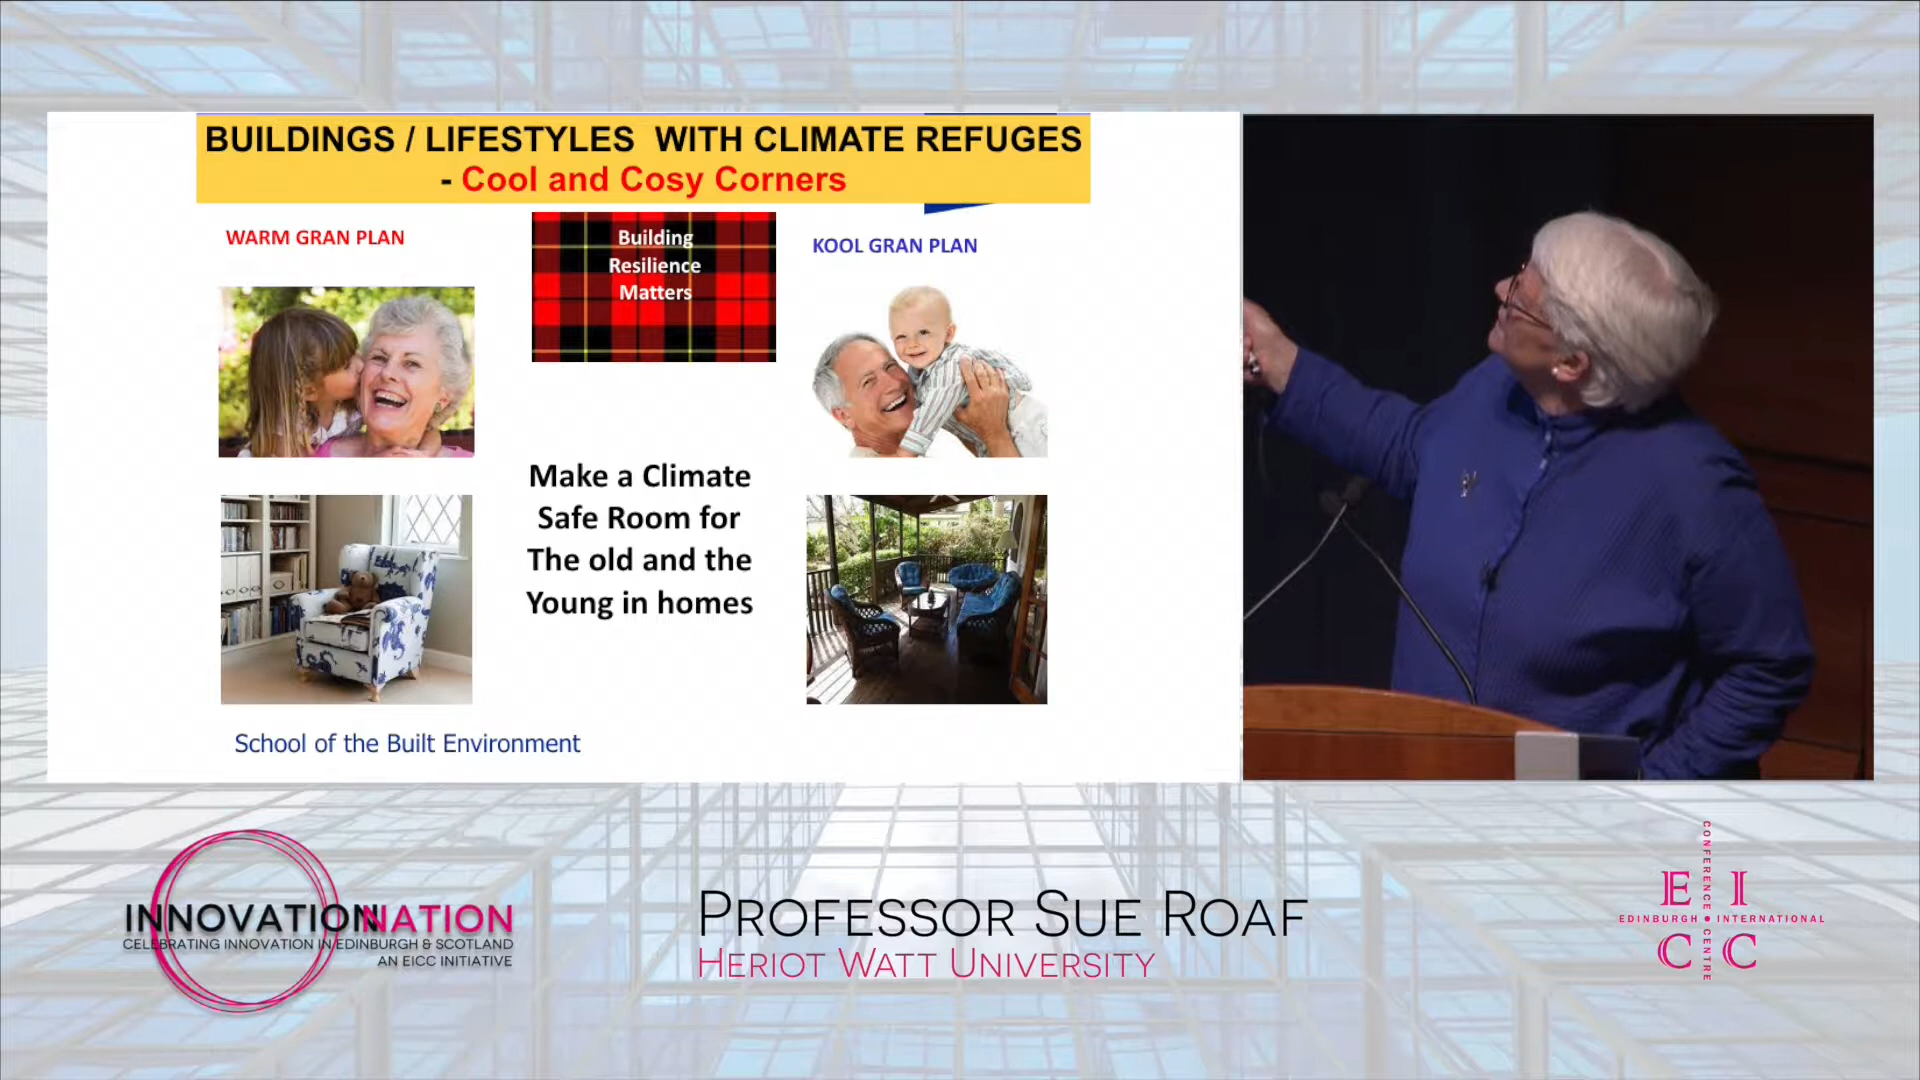 BUILDINGS / LIFESTYLES WITH CLIMATE REFUGES
- Cool and Cosy Corners
WARM GRAN PLAN
Building
Resilience
Matters
KOOL GRAN PLAN
Make a Climate
Safe Room for
The old and the
Young in homes
School of the Built Environment
INNOVATIONNATION
CELEBRATING INNOVATION IN EDINBURGH & SCOTLAND
AN EICC INITIATIVE
PROFESSOR SUE ROAF
HERIOT WATT UNIVERSITY
E I
EDINBURGH • INTERNATIONAL
C C
CONFERENCE CENTRE